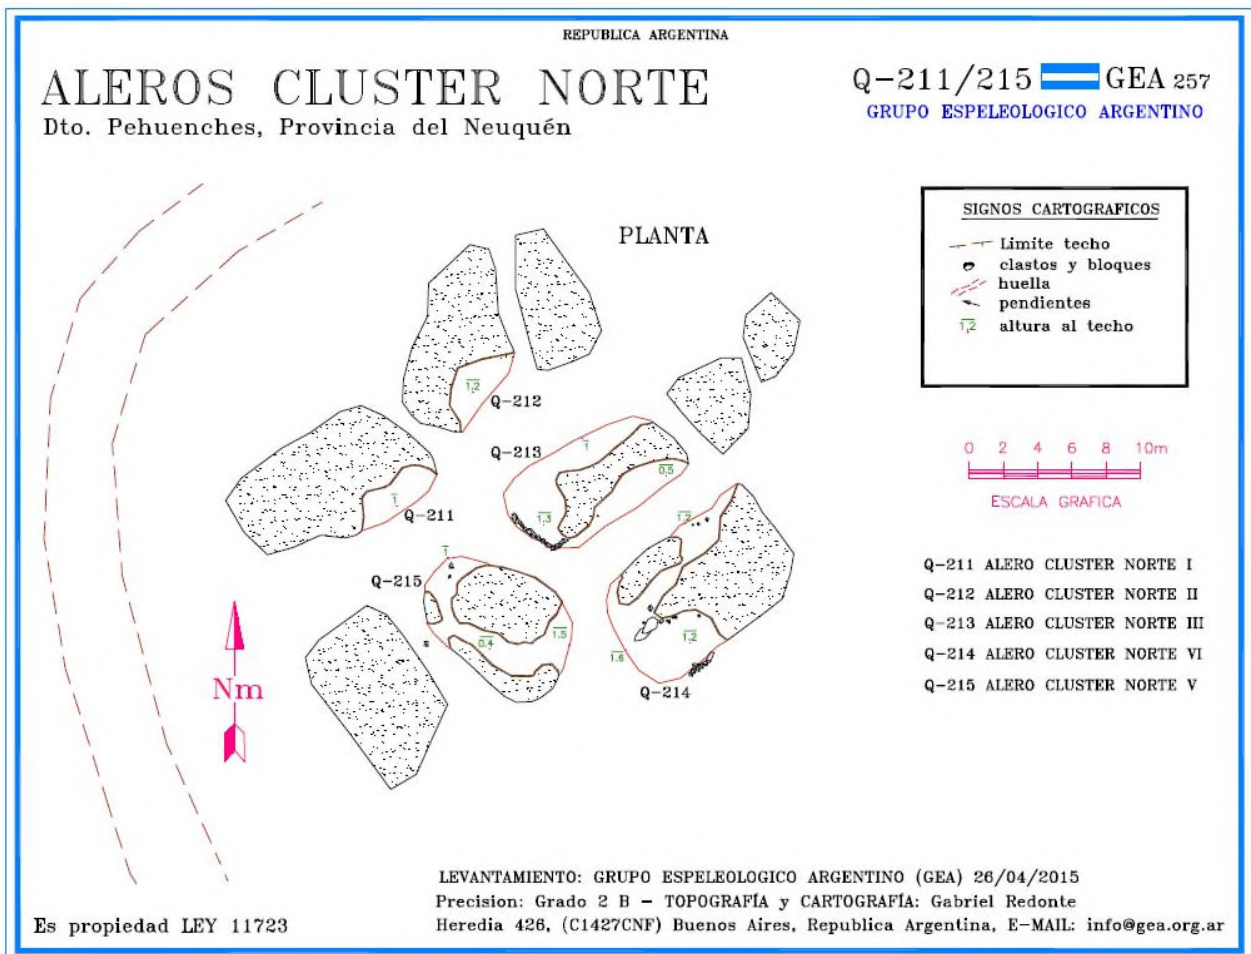 REPUBLICA ARGENTINA
ALEROS CLUSTER NORTE
Dto. Pehuenches, Provincia del Neuquén
Q-211/215 GEA 257
GRUPO ESPELEOLOGICO ARGENTINO
SIGNOS CARTOGRAFICOS
Limite techo
clastos y bloques
huella
pendientes
1,2 altura al techo
PLANTA
1,2
Q-212
Q-213
1
0,5
1,3
1
Q-211
1,2
1
Q-215
1,5
0,4
1,2
1,6
Q-214
0 2 4 6 8 10m
ESCALA GRAFICA
Q-211 ALERO CLUSTER NORTE I
Q-212 ALERO CLUSTER NORTE II
Q-213 ALERO CLUSTER NORTE III
Q-214 ALERO CLUSTER NORTE VI
Q-215 ALERO CLUSTER NORTE V
Nm
LEVANTAMIENTO: GRUPO ESPELEOLOGICO ARGENTINO (GEA) 26/04/2015
Precision: Grado 2 B - TOPOGRAFÍA y CARTOGRAFÍA: Gabriel Redonte
Heredia 426, (C1427CNF) Buenos Aires, Republica Argentina, E-MAIL: info@gea.org.ar
Es propiedad LEY 11723